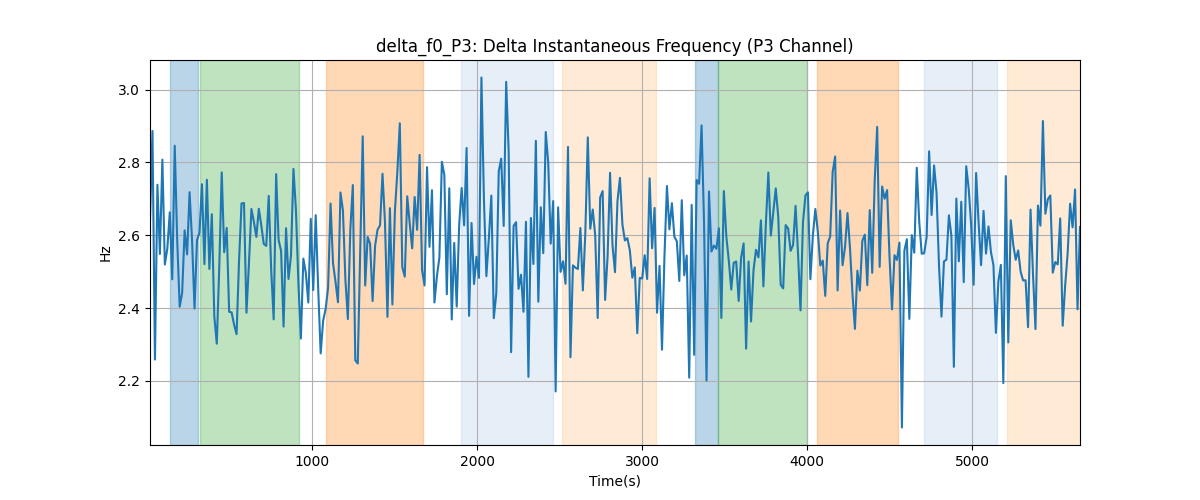 delta_f0_P3: Delta Instantaneous Frequency (P3 Channel)
3.0
2.8
2.6
2.4
2.2
Hz
1000 2000 3000 4000 5000
Time(s)